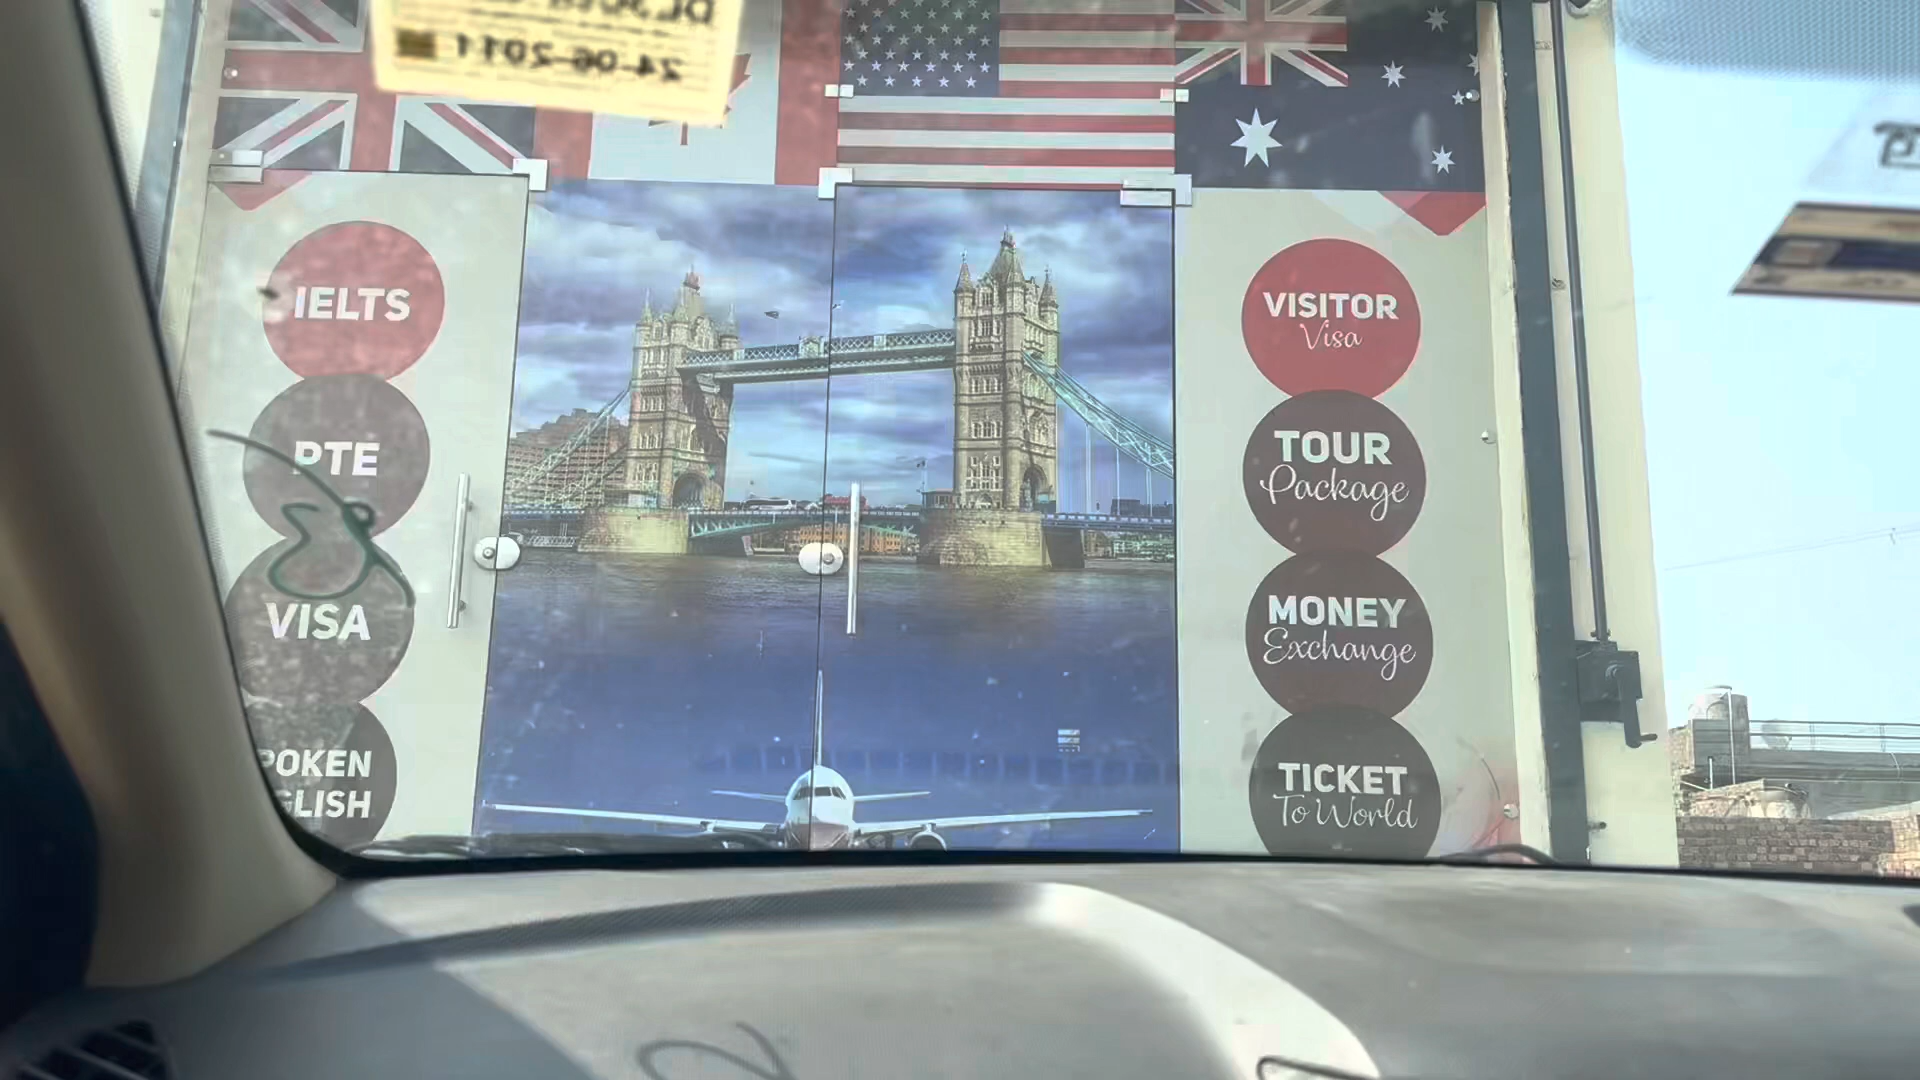 24-06-2011
IELTS
PTE
VISA
POKEN
GLISH
VISITOR
Visa
TOUR
Package
MONEY
Exchange
TICKET
To World